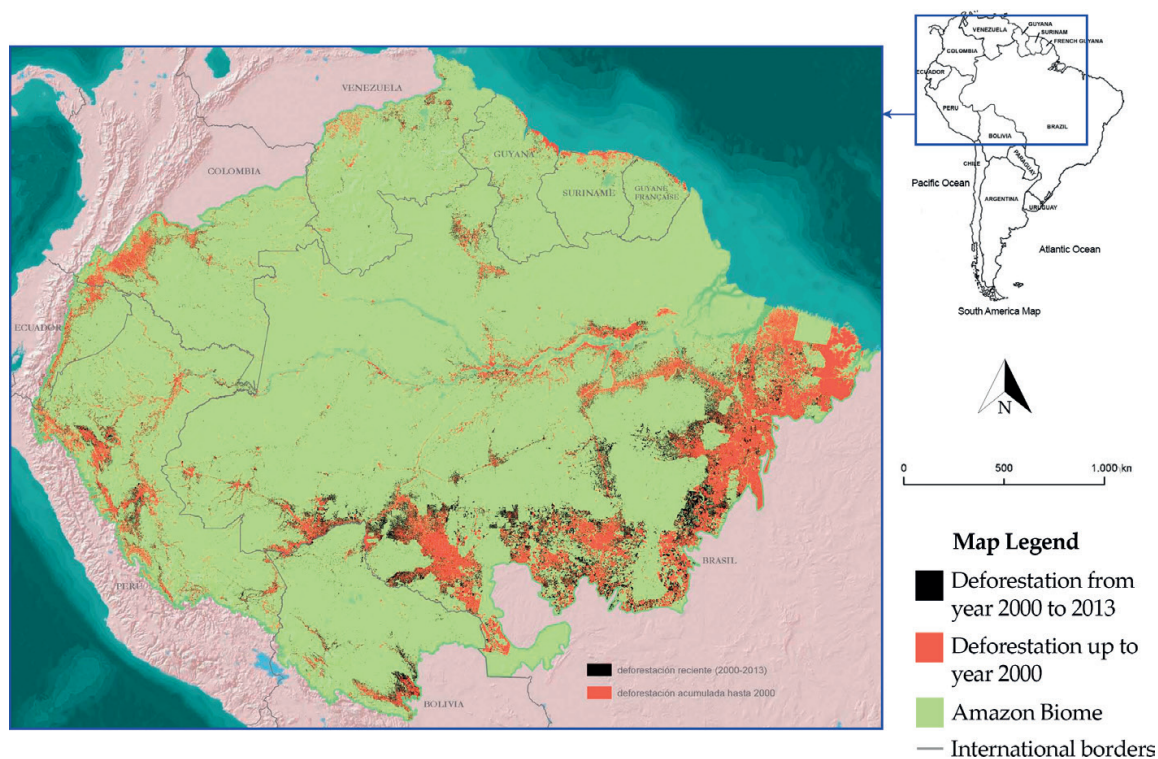 VENEZUELA
COLOMBIA
GUYANA
SURINAME
GUYANE
FRANÇAISE
ECUADOR
PERÚ
BRASIL
BOLIVIA
deforestación reciente (2000-2013)
deforestación acumulada hasta 2000
GUYANA
VENEZUELA
SURINAM
FRENCH GUYANA
COLOMBIA
ECUADOR
PERU
BRAZIL
BOLIVIA
PARAGUAY
CHILE
Pacific Ocean
ARGENTINA
URUGUAY
Atlantic Ocean
South America Map
N
0 500 1.000 kn
Map Legend
Deforestation from
year 2000 to 2013
Deforestation up to
year 2000
Amazon Biome
International borders